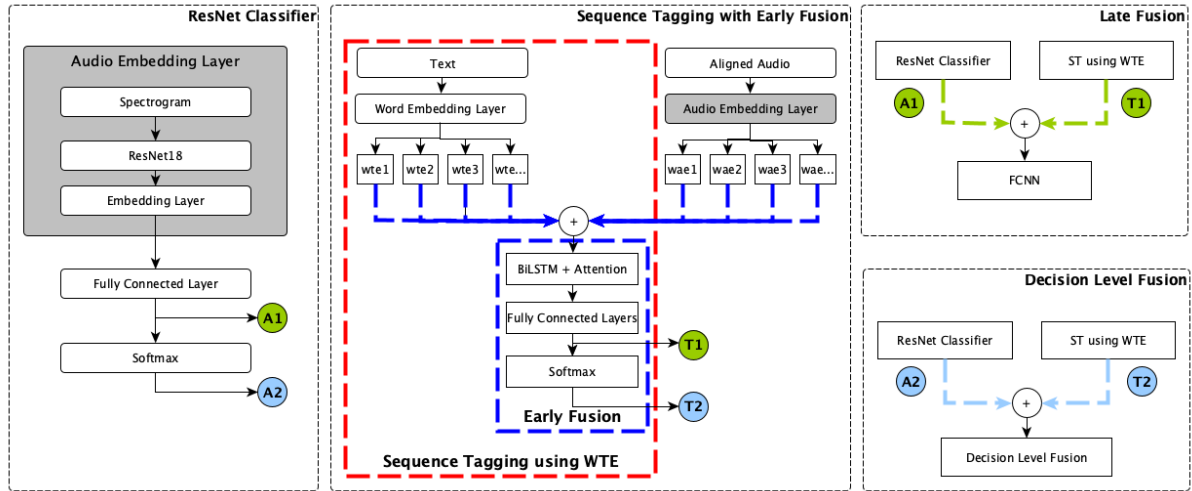 ResNet Classifier
Audio Embedding Layer
Spectrogram
ResNet18
Embedding Layer
Fully Connected Layer
A1
Softmax
A2
Sequence Tagging with Early Fusion
Text
Aligned Audio
Word Embedding Layer
Audio Embedding Layer
wte1
wte2
wte3
wte...
wae1
wae2
wae3
wae...
+
BiLSTM + Attention
Fully Connected Layers
T1
Softmax
T2
Early Fusion
Sequence Tagging using WTE
Late Fusion
ResNet Classifier
ST using WTE
A1
T1
+
FCNN
Decision Level Fusion
ResNet Classifier
ST using WTE
A2
T2
+
Decision Level Fusion